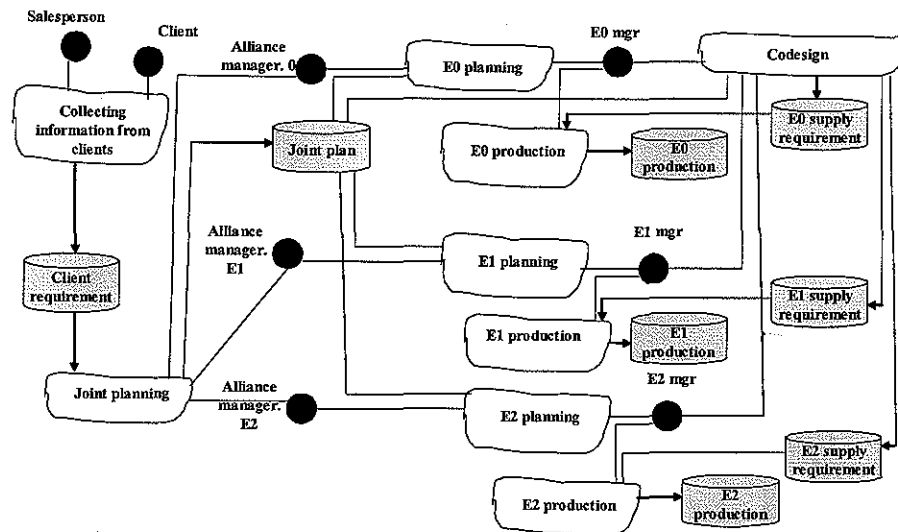 Salesperson
Client
Alliance
manager. 0
E0 mgr
E0 planning
Codesign
Collecting
information from
clients
E0 supply
requirement
Joint plan
E0 production
E0
production
Alliance
manager.
E1
E1 mgr
E1 planning
Client
requirement
E1 supply
requirement
E1 production
E1
production
Joint planning
Alliance
manager.
E2
E2 mgr
E2 planning
E2 supply
requirement
E2 production
E2
production